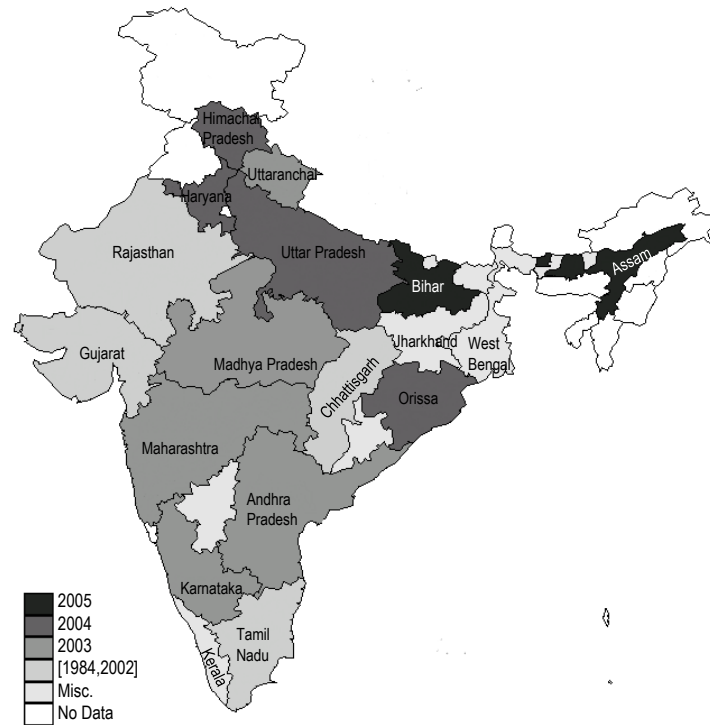 Himachal
Pradesh
Uttaranchal
Haryana
Rajasthan
Uttar Pradesh
Assam
Bihar
Gujarat
Madhya Pradesh
Jharkhand
West
Bengal
Chhattisgarh
Orissa
Maharashtra
Andhra
Pradesh
Karnataka
Tamil
Nadu
Kerala
2005
2004
2003
[1984,2002]
Misc.
No Data